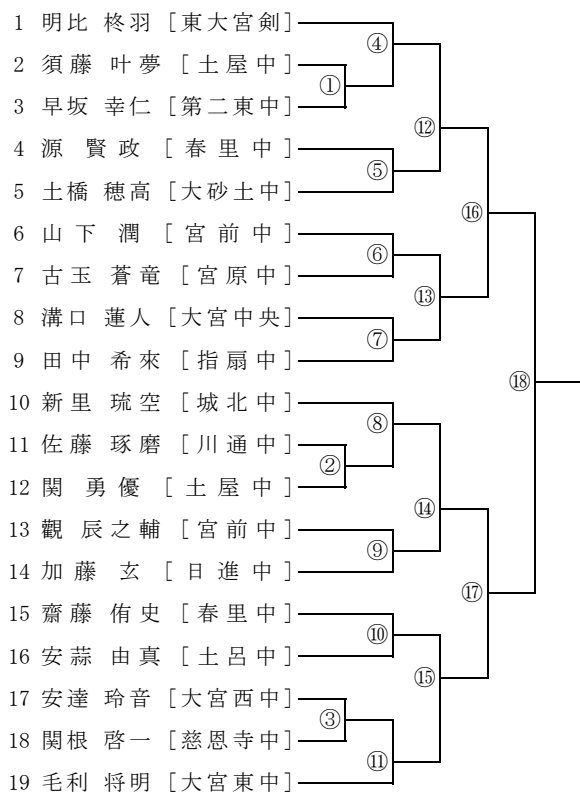 1 明比 柊羽 [東大宮剣]
④
2 須藤 叶夢 [土屋中]
①
3 早坂 幸仁 [第二東中]
⑫
4 源 賢政 [春里中]
⑤
5 土橋 穂高 [大砂土中]
⑯
6 山下 潤 [宮前中]
⑥
7 古玉 蒼竜 [宮原中]
⑬
8 溝口 蓮人 [大宮中央]
⑦
9 田中 希來 [指扇中]
⑱
10 新里 琉空 [城北中]
⑧
11 佐藤 琢磨 [川通中]
②
12 関 勇優 [土屋中]
⑭
13 觀 辰之輔 [宮前中]
⑨
14 加藤 玄 [日進中]
⑰
15 齋藤 侑史 [春里中]
⑩
16 安蒜 由真 [土呂中]
⑮
17 安達 玲音 [大宮西中]
③
18 関根 啓一 [慈恩寺中]
⑪
19 毛利 将明 [大宮東中]